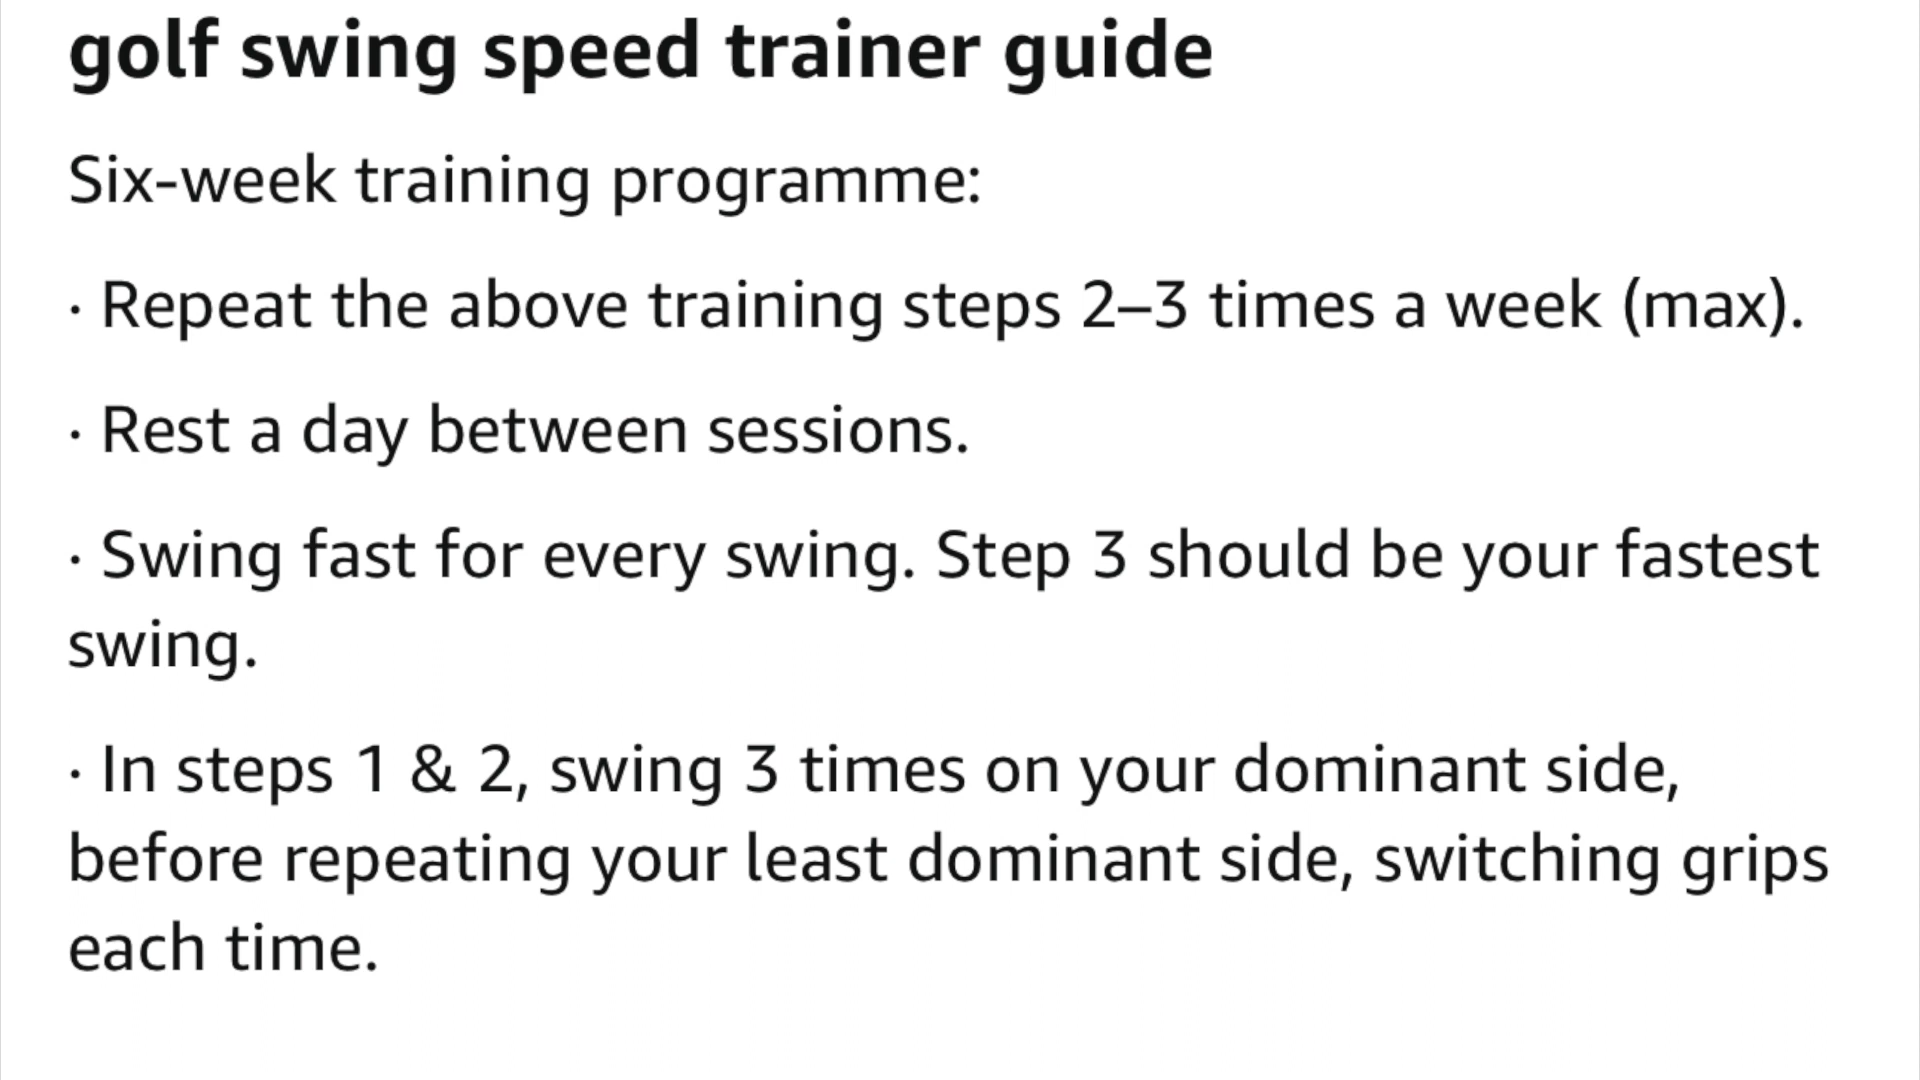 golf swing speed trainer guide
Six-week training programme:
· Repeat the above training steps 2–3 times a week (max).
· Rest a day between sessions.
· Swing fast for every swing. Step 3 should be your fastest
swing.
· In steps 1 & 2, swing 3 times on your dominant side,
before repeating your least dominant side, switching grips
each time.